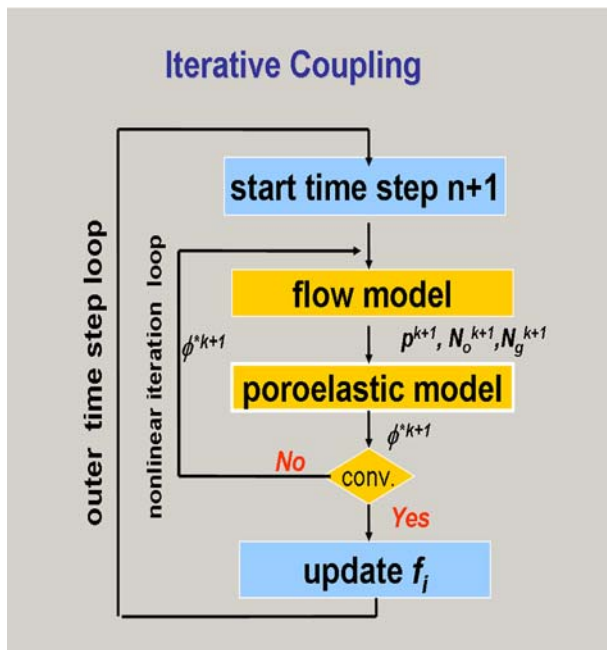 Iterative Coupling
start time step n+1
flow model
p^{k+1}, N_o^{k+1}, N_g^{k+1}
poroelastic model
ϕ*^{k+1}
conv.
No
Yes
update f_i
ϕ*^{k+1}
nonlinear iteration loop
outer time step loop